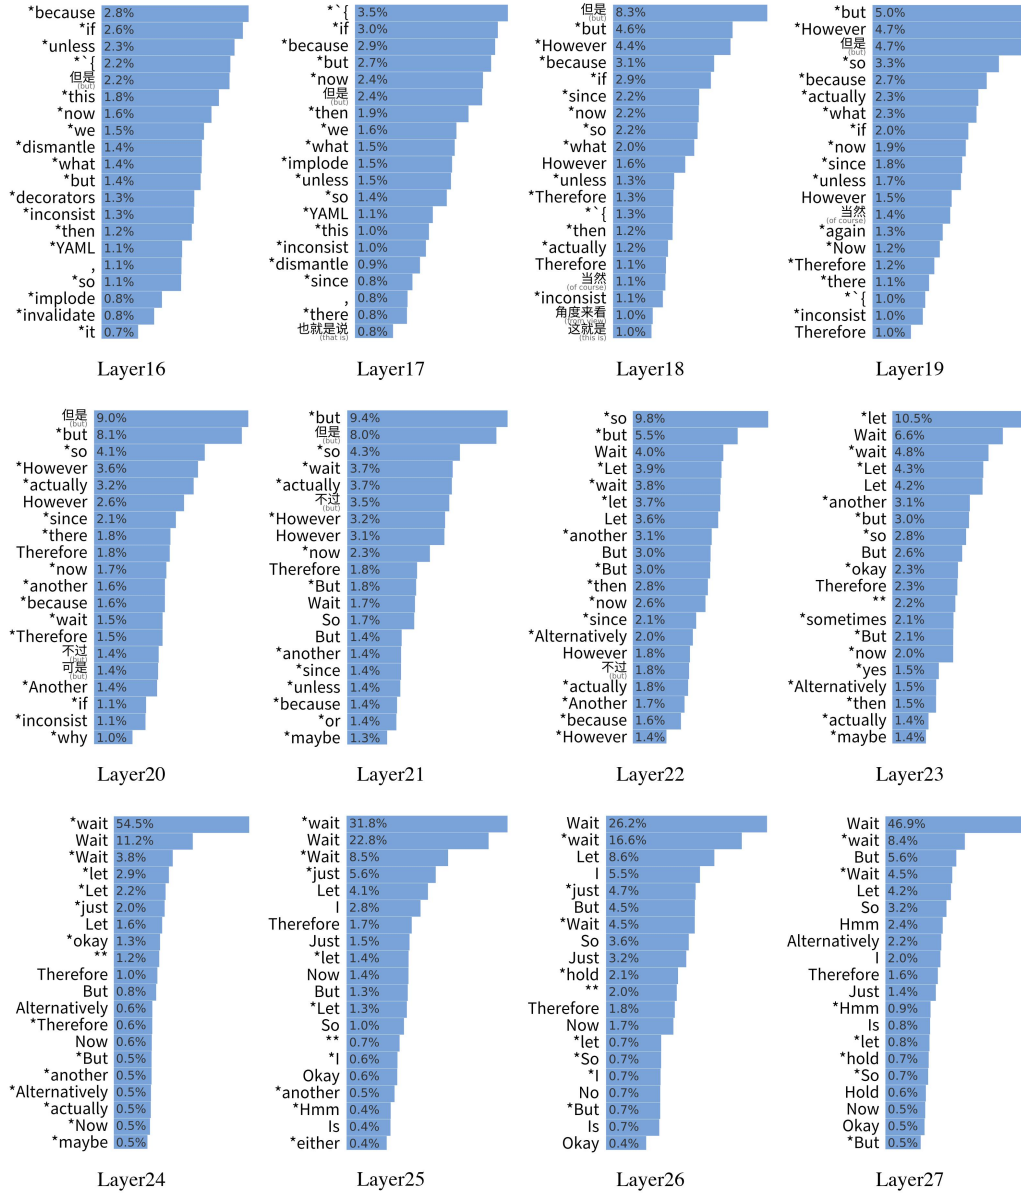 *because 2.8%
*if 2.6%
*unless 2.3%
*`{ 2.2%
但是 2.2%
(but)
*this 1.8%
*now 1.6%
*we 1.5%
*dismantle 1.4%
*what 1.4%
*but 1.4%
*decorators 1.3%
*inconsist 1.3%
*then 1.2%
*YAML 1.1%
, 1.1%
*so 1.1%
*implode 0.8%
*invalidate 0.8%
*it 0.7%
Layer16
*`{ 3.5%
*if 3.0%
*because 2.9%
*but 2.7%
*now 2.4%
但是 2.4%
(but)
*then 1.9%
*we 1.6%
*what 1.5%
*implode 1.5%
*unless 1.5%
*so 1.4%
*YAML 1.1%
*this 1.0%
*inconsist 1.0%
*dismantle 0.9%
*since 0.8%
, 0.8%
*there 0.8%
也就是说 0.8%
(that is)
Layer17
但是 8.3%
(but)
*but 4.6%
*However 4.4%
*because 3.1%
*if 2.9%
*since 2.2%
*now 2.2%
*so 2.2%
*what 2.0%
However 1.6%
*unless 1.3%
*Therefore 1.3%
*`{ 1.3%
*then 1.2%
*actually 1.2%
Therefore 1.1%
当然 1.1%
(of course)
*inconsist 1.1%
角度来看 1.0%
(from view)
这就是 1.0%
(this is)
Layer18
*but 5.0%
*However 4.7%
但是 4.7%
(but)
*so 3.3%
*because 2.7%
*actually 2.3%
*what 2.3%
*if 2.0%
*now 1.9%
*since 1.8%
*unless 1.7%
However 1.5%
当然 1.4%
(of course)
*again 1.3%
*Now 1.2%
*Therefore 1.2%
*there 1.1%
*`{ 1.0%
*inconsist 1.0%
Therefore 1.0%
Layer19
但是 9.0%
(but)
*but 8.1%
*so 4.1%
*However 3.6%
*actually 3.2%
However 2.6%
*since 2.1%
*there 1.8%
Therefore 1.8%
*now 1.7%
*another 1.6%
*because 1.6%
*wait 1.5%
*Therefore 1.5%
不过 1.4%
(but)
可是 1.4%
(but)
*Another 1.4%
*if 1.1%
*inconsist 1.1%
*why 1.0%
Layer20
*but 9.4%
但是 8.0%
(but)
*so 4.3%
*wait 3.7%
*actually 3.7%
不过 3.5%
(but)
*However 3.2%
However 3.1%
*now 2.3%
Therefore 1.8%
*But 1.8%
Wait 1.7%
So 1.7%
But 1.4%
*another 1.4%
*since 1.4%
*unless 1.4%
*because 1.4%
*or 1.4%
*maybe 1.3%
Layer21
*so 9.8%
*but 5.5%
Wait 4.0%
*Let 3.9%
*wait 3.8%
*let 3.7%
Let 3.6%
*another 3.1%
But 3.0%
*But 3.0%
*then 2.8%
*now 2.6%
*since 2.1%
*Alternatively 2.0%
However 1.8%
不过 1.8%
(but)
*actually 1.8%
*Another 1.7%
*because 1.6%
*However 1.4%
Layer22
*let 10.5%
Wait 6.6%
*wait 4.8%
*Let 4.3%
Let 4.2%
*another 3.1%
*but 3.0%
*so 2.8%
But 2.6%
*okay 2.3%
Therefore 2.3%
** 2.2%
*sometimes 2.1%
*But 2.1%
*now 2.0%
*yes 1.5%
*Alternatively 1.5%
*then 1.5%
*actually 1.4%
*maybe 1.4%
Layer23
*wait 54.5%
Wait 11.2%
*Wait 3.8%
*let 2.9%
*Let 2.2%
*just 2.0%
Let 1.6%
*okay 1.3%
** 1.2%
Therefore 1.0%
But 0.8%
Alternatively 0.6%
*Therefore 0.6%
Now 0.6%
*But 0.5%
*another 0.5%
*Alternatively 0.5%
*actually 0.5%
*Now 0.5%
*maybe 0.5%
Layer24
*wait 31.8%
Wait 22.8%
*Wait 8.5%
*just 5.6%
Let 4.1%
I 2.8%
Therefore 1.7%
Just 1.5%
*let 1.4%
Now 1.4%
But 1.3%
*Let 1.3%
So 1.0%
** 0.7%
*I 0.6%
Okay 0.6%
*another 0.5%
*Hmm 0.4%
Is 0.4%
*either 0.4%
Layer25
Wait 26.2%
*wait 16.6%
Let 8.6%
I 5.5%
*just 4.7%
But 4.5%
*Wait 4.5%
So 3.6%
Just 3.2%
*hold 2.1%
** 2.0%
Therefore 1.8%
Now 1.7%
*let 0.7%
*So 0.7%
*I 0.7%
No 0.7%
*But 0.7%
Is 0.7%
Okay 0.4%
Layer26
Wait 46.9%
*wait 8.4%
But 5.6%
*Wait 4.5%
Let 4.2%
So 3.2%
Hmm 2.4%
Alternatively 2.2%
I 2.0%
Therefore 1.6%
Just 1.4%
*Hmm 0.9%
Is 0.8%
*let 0.8%
*hold 0.7%
*So 0.7%
Hold 0.6%
Now 0.5%
Okay 0.5%
*But 0.5%
Layer27